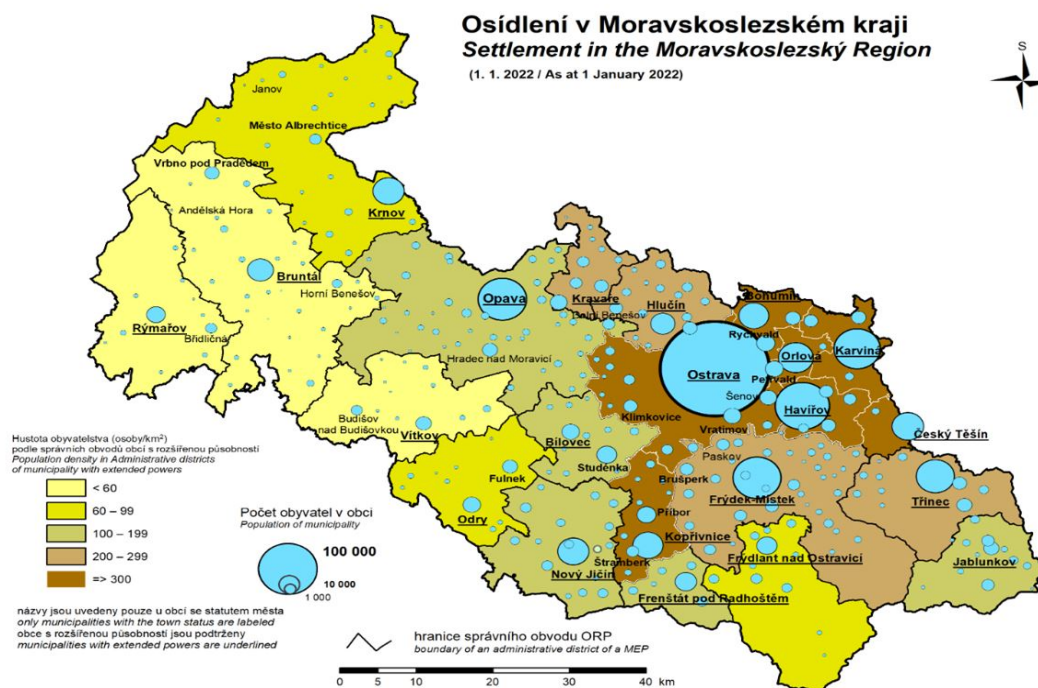 Osídlení v Moravskoslezském kraji
Settlement in the Moravskoslezský Region
(1. 1. 2022 / As at 1 January 2022)
S
Janov
Město Albrechtice
Vrbno pod Pradědem
Krnov
Andělská Hora
Bruntál
Horní Benešov
Rýmařov
Břidličná
Opava
Kravaře
Dolní Benešov
Hlučín
Bohumín
Rychvald
Orlová
Karviná
Ostrava
Petřvald
Hradec nad Moravicí
Šenov
Havířov
Klimkovice
Vratimov
Český Těšín
Budišov
nad Budišovkou
Vítkov
Bílovec
Studénka
Paskov
Brušperk
Frýdek-Místek
Třinec
Fulnek
Odry
Příbor
Kopřivnice
Štramberk
Nový Jičín
Frýdlant nad Ostravicí
Jablunkov
Frenštát pod Radhoštěm
Hustota obyvatelstva (osoby/km²)
podle správních obvodů obcí s rozšířenou působností
Population density in Administrative districts
of municipality with extended powers
< 60
60 – 99
100 – 199
200 – 299
=> 300
Počet obyvatel v obci
Population of municipality
100 000
10 000
1 000
názvy jsou uvedeny pouze u obcí se statutem města
only municipalities with the town status are labeled
obce s rozšířenou působností jsou podtrženy
municipalities with extended powers are underlined
hranice správního obvodu ORP
boundary of an administrative district of a MEP
0 10 20 30 40 km